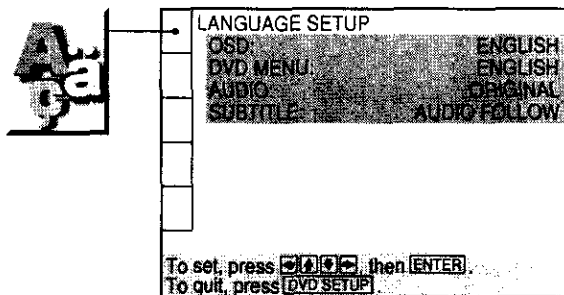 LANGUAGE SETUP
OSD: ENGLISH
DVD MENU: ENGLISH
AUDIO: ORIGINAL
SUBTITLE: AUDIO FOLLOW
To set, press ←↑↓→, then ENTER.
To quit, press DVD SETUP.